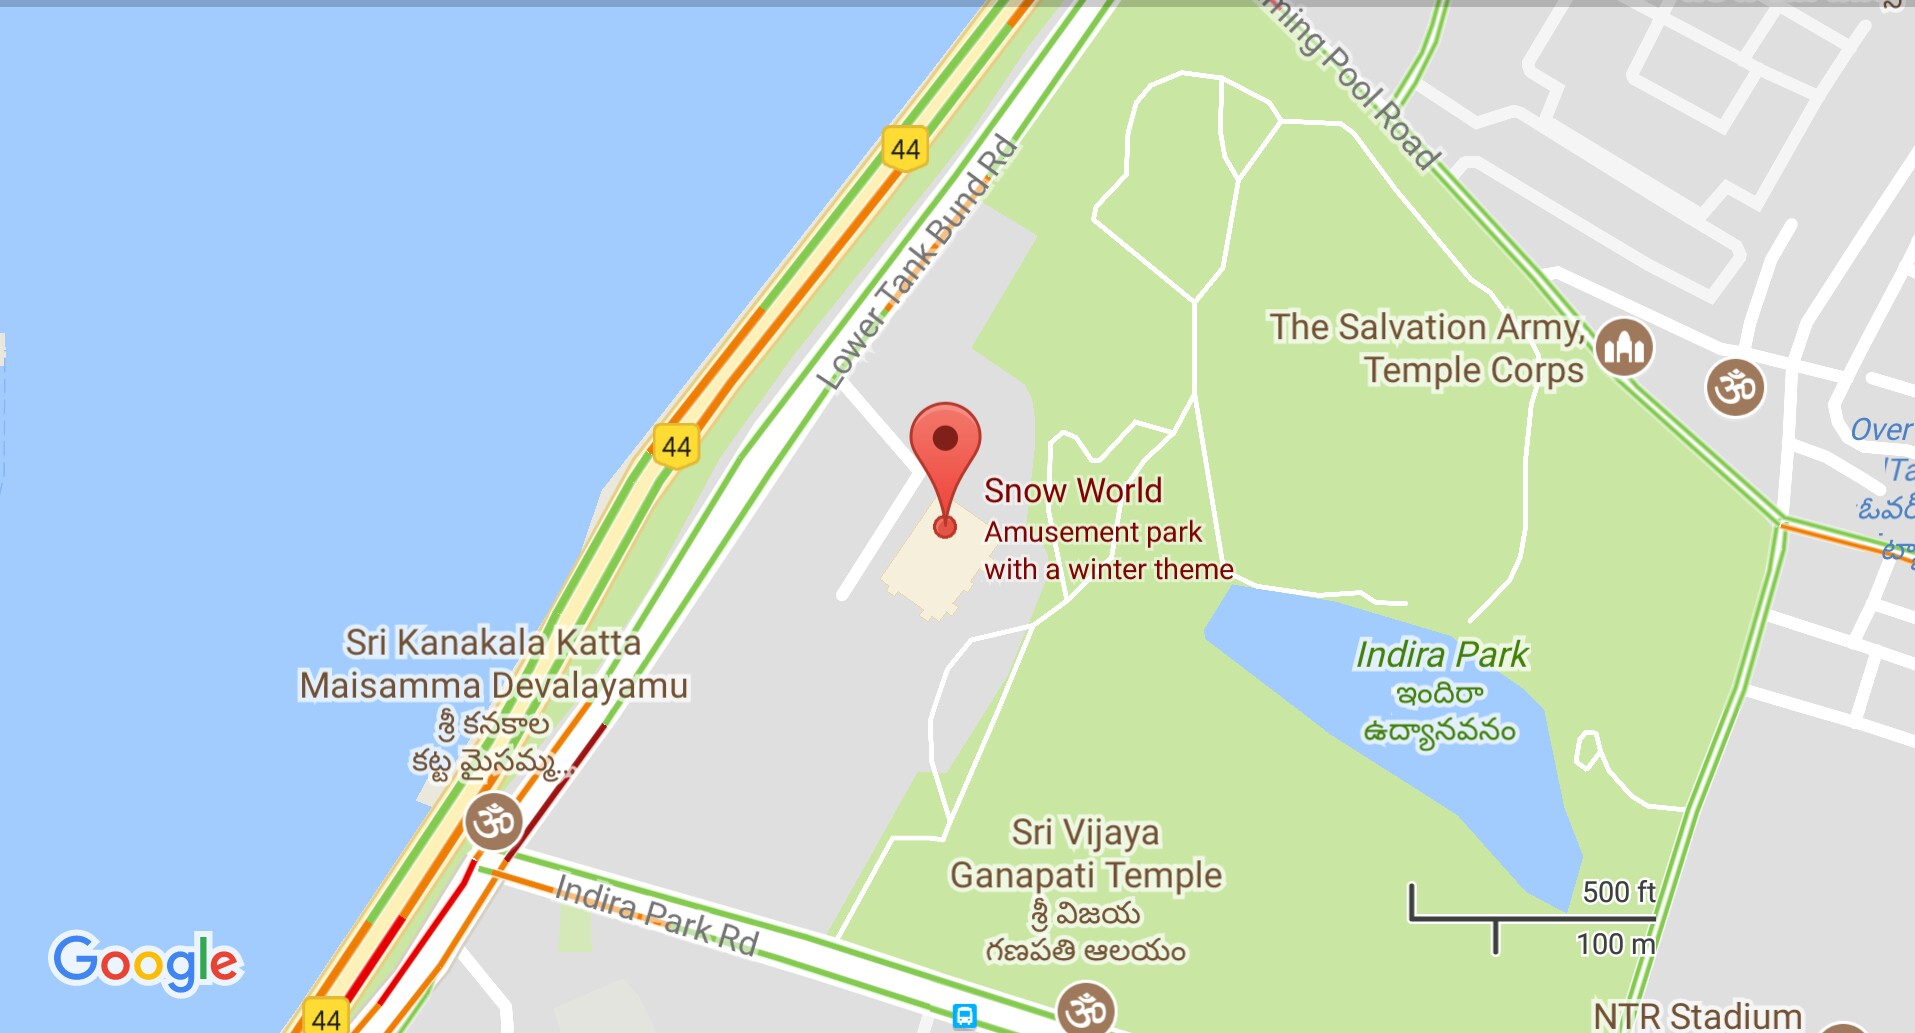 ming Pool Road
44
Lower Tank Bund Rd
The Salvation Army,
Temple Corps
ॐ
Over
44
'Ta
ఓవర్
Snow World
Amusement park
with a winter theme
Sri Kanakala Katta
Maisamma Devalayamu
శ్రీ కనకాల
కట్ట మైసమ్మ...
ॐ
Indira Park
ఇందిరా
ఉద్యానవనం
Sri Vijaya
Ganapati Temple
శ్రీ విజయ
గణపతి ఆలయం
ॐ
Indira Park Rd
500 ft
100 m
Google
44
NTR Stadium